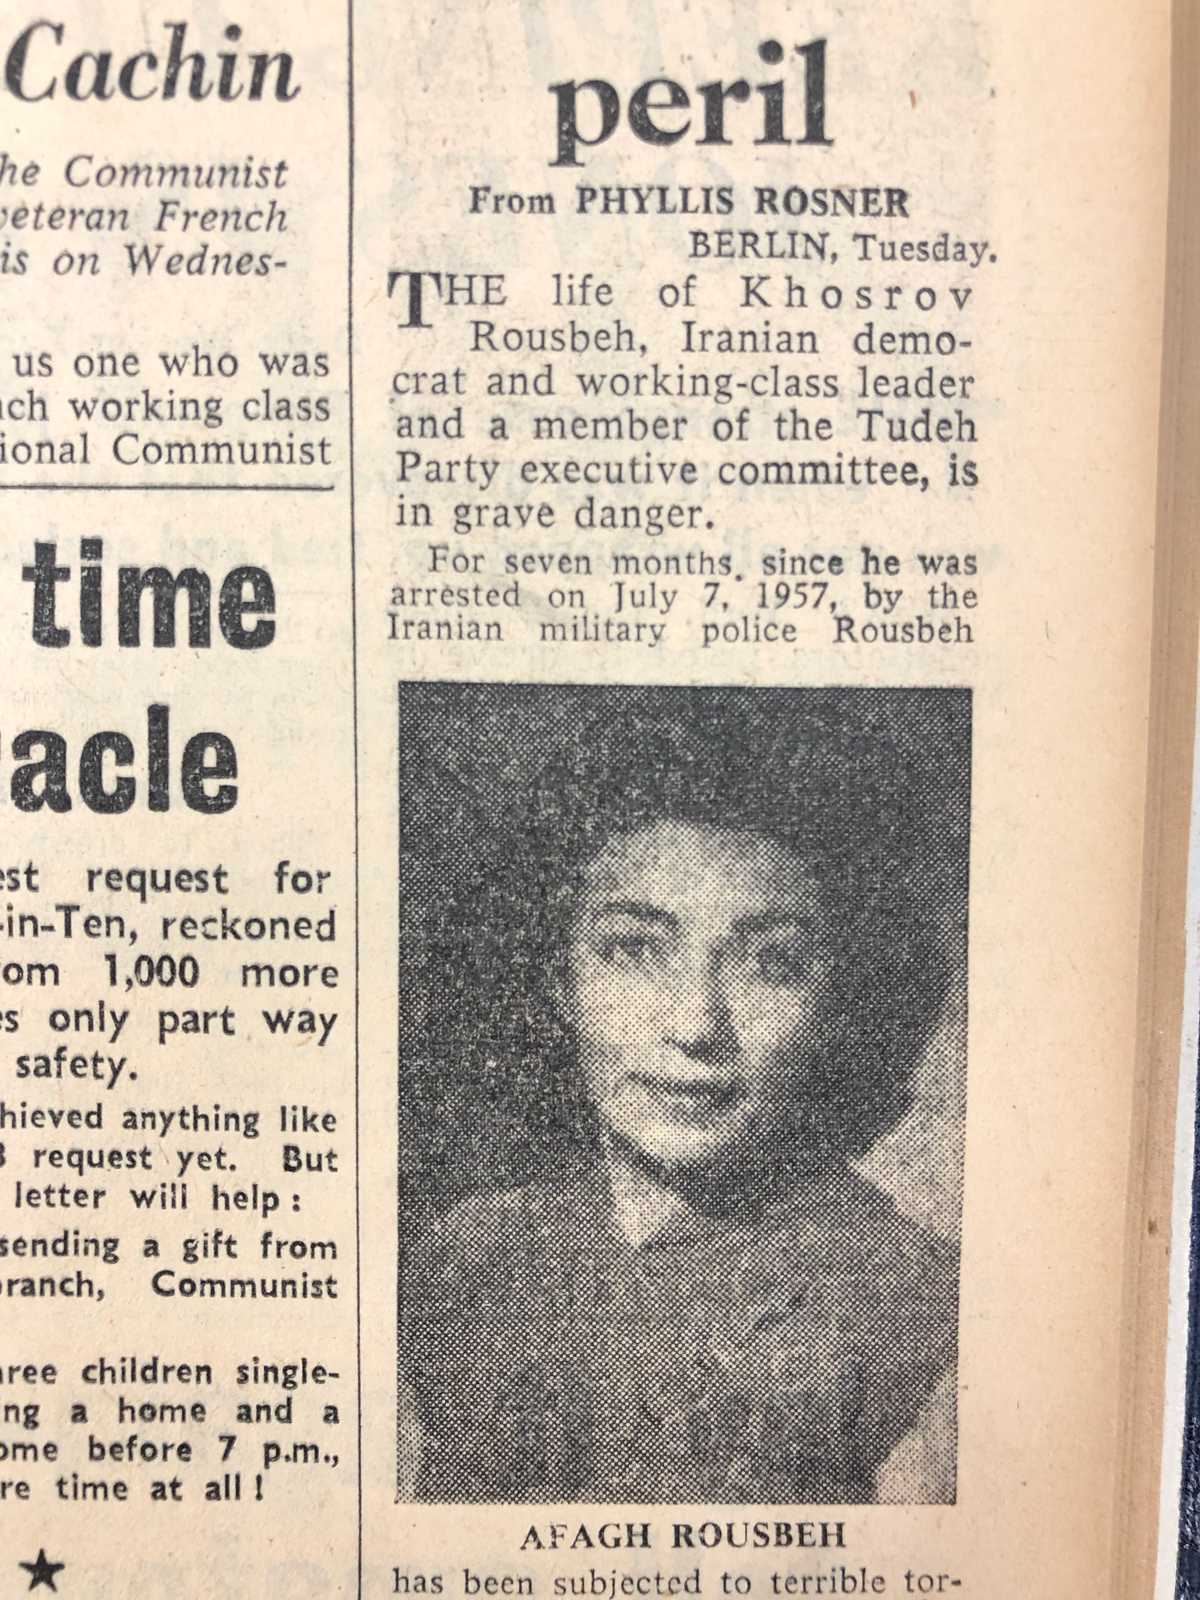 Cachin
he Communist
veteran French
is on Wednes-
us one who was
ch working class
ional Communist
time
acle
est request for
-in-Ten, reckoned
om 1,000 more
es only part way
safety.
hieved anything like
request yet. But
letter will help:
sending a gift from
branch, Communist
hree children single-
ng a home and a
ome before 7 p.m.,
re time at all!
★
peril
From PHYLLIS ROSNER
BERLIN, Tuesday.
THE life of Khosrov
Rousbeh, Iranian demo-
crat and working-class leader
and a member of the Tudeh
Party executive committee, is
in grave danger.
For seven months, since he was
arrested on July 7, 1957, by the
Iranian military police Rousbeh
AFAGH ROUSBEH
has been subjected to terrible tor-